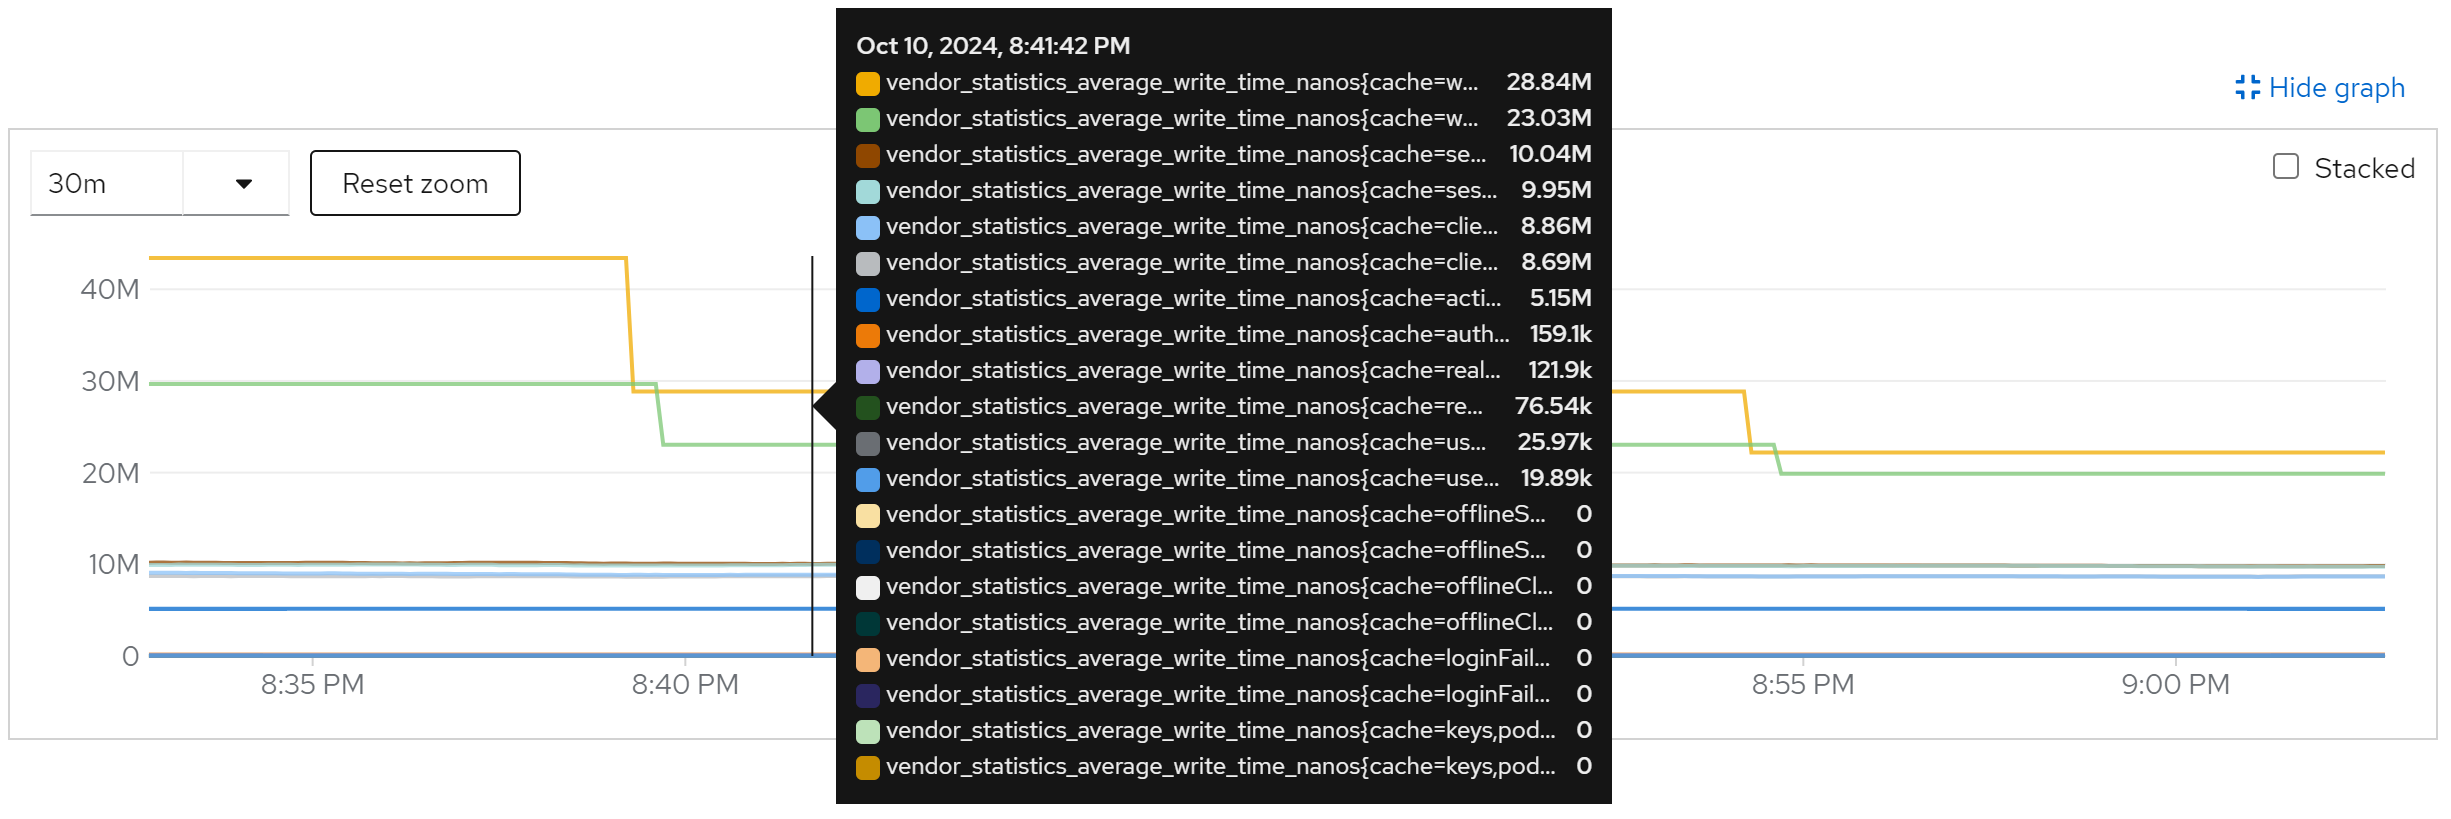 Oct 10, 2024, 8:41:42 PM
vendor_statistics_average_write_time_nanos{cache=w... 28.84M
vendor_statistics_average_write_time_nanos{cache=w... 23.03M
vendor_statistics_average_write_time_nanos{cache=se... 10.04M
vendor_statistics_average_write_time_nanos{cache=ses... 9.95M
vendor_statistics_average_write_time_nanos{cache=clie... 8.86M
vendor_statistics_average_write_time_nanos{cache=clie... 8.69M
vendor_statistics_average_write_time_nanos{cache=acti... 5.15M
vendor_statistics_average_write_time_nanos{cache=auth... 159.1k
vendor_statistics_average_write_time_nanos{cache=real... 121.9k
vendor_statistics_average_write_time_nanos{cache=re... 76.54k
vendor_statistics_average_write_time_nanos{cache=us... 25.97k
vendor_statistics_average_write_time_nanos{cache=use... 19.89k
vendor_statistics_average_write_time_nanos{cache=offlineS... 0
vendor_statistics_average_write_time_nanos{cache=offlineS... 0
vendor_statistics_average_write_time_nanos{cache=offlineCl... 0
vendor_statistics_average_write_time_nanos{cache=offlineCl... 0
vendor_statistics_average_write_time_nanos{cache=loginFail... 0
vendor_statistics_average_write_time_nanos{cache=loginFail... 0
vendor_statistics_average_write_time_nanos{cache=keys,pod... 0
vendor_statistics_average_write_time_nanos{cache=keys,pod... 0
Hide graph
30m
Reset zoom
Stacked
40M
30M
20M
10M
0
8:35 PM
8:40 PM
8:55 PM
9:00 PM